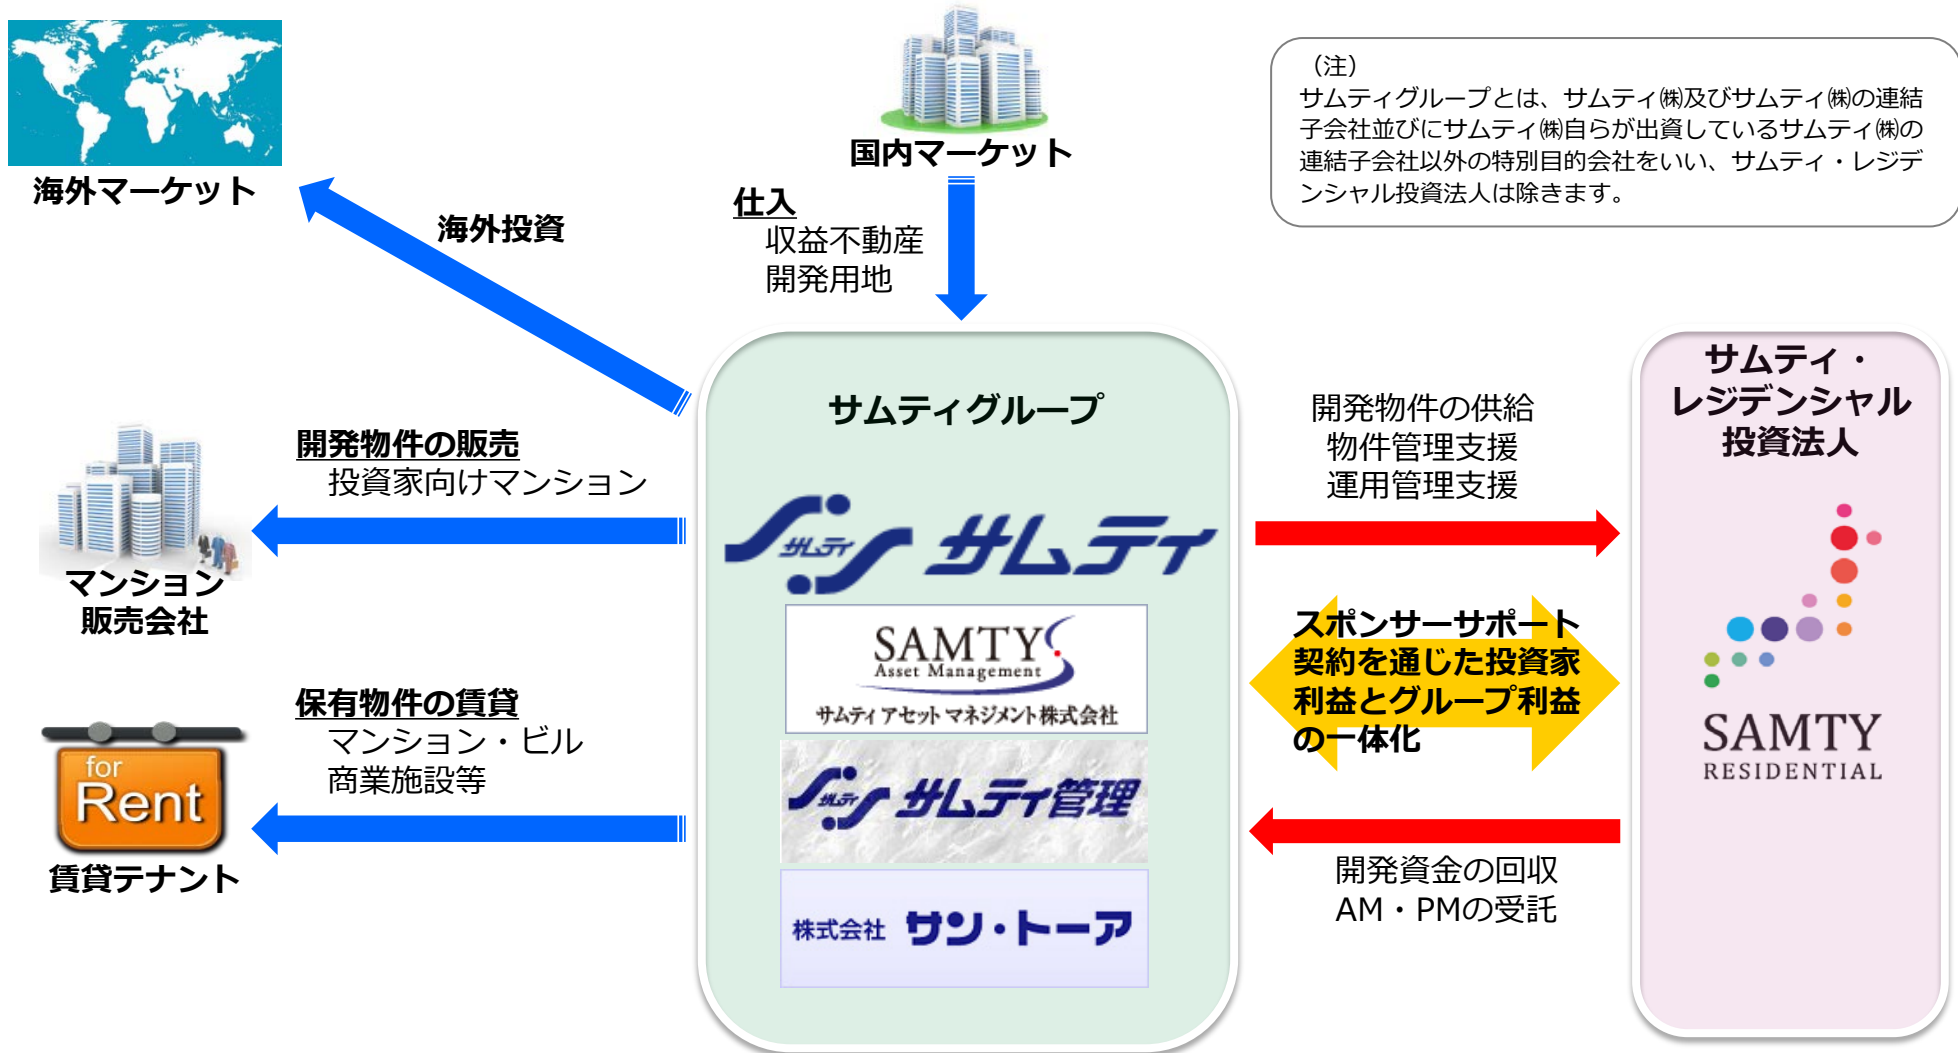 （注）
サムティグループとは、サムティ㈱及びサムティ㈱の連結
子会社並びにサムティ㈱自らが出資しているサムティ㈱の
連結子会社以外の特別目的会社をいい、サムティ・レジデ
ンシャル投資法人は除きます。
国内マーケット
海外マーケット
仕入
収益不動産
開発用地
海外投資
サムティグループ
サムティ
サムティ
SAMTY
Asset Management
サムティ アセット マネジメント株式会社
サムティ
サムティ管理
株式会社 サン・トーア
開発物件の販売
投資家向けマンション
マンション
販売会社
保有物件の賃貸
マンション・ビル
商業施設等
for
Rent
賃貸テナント
開発物件の供給
物件管理支援
運用管理支援
スポンサーサポート
契約を通じた投資家
利益とグループ利益
の一体化
開発資金の回収
AM・PMの受託
サムティ・
レジデンシャル
投資法人
SAMTY
RESIDENTIAL